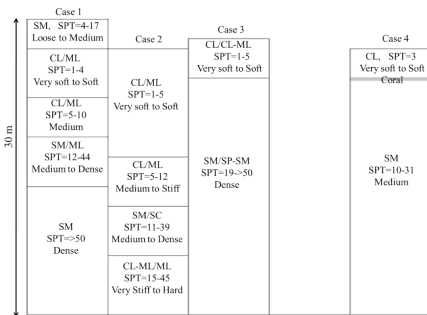 30 m
Case 1
SM, SPT=4-17
Loose to Medium
CL/ML
SPT=1-4
Very soft to Soft
CL/ML
SPT=5-10
Medium
SM/ML
SPT=12-44
Medium to Dense
SM
SPT=>50
Dense
Case 2
CL/ML
SPT=1-5
Very soft to Soft
CL/ML
SPT=5-12
Medium to Stiff
SM/SC
SPT=11-39
Medium to Dense
CL-ML/ML
SPT=15-45
Very Stiff to Hard
Case 3
CL/CL-ML
SPT=1-5
Very soft to Soft
SM/SP-SM
SPT=19->50
Dense
Case 4
CL, SPT=3
Very soft to Soft
Coral
SM
SPT=10-31
Medium